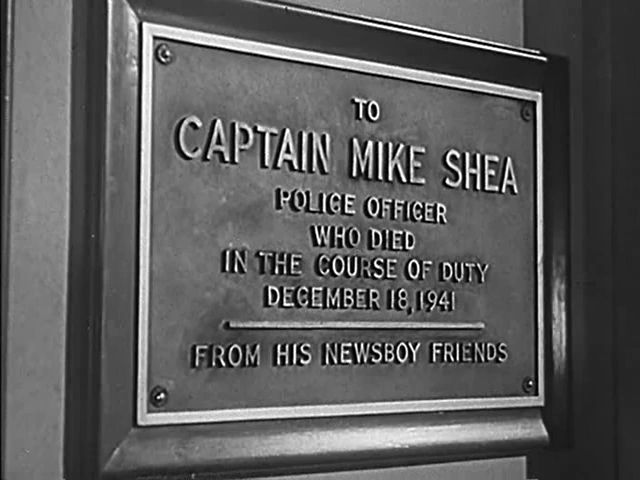 TO
CAPTAIN MIKE SHEA
POLICE OFFICER
WHO DIED
IN THE COURSE OF DUTY
DECEMBER 18, 1941
FROM HIS NEWSBOY FRIENDS